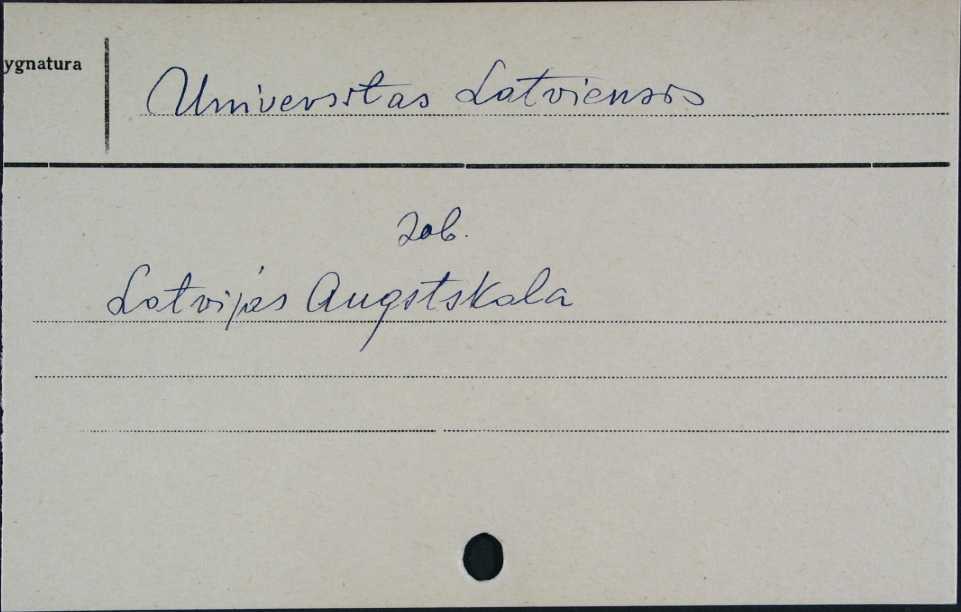 ygnatura
Universitas Latviensis
zob.
Latvijas Augstskola